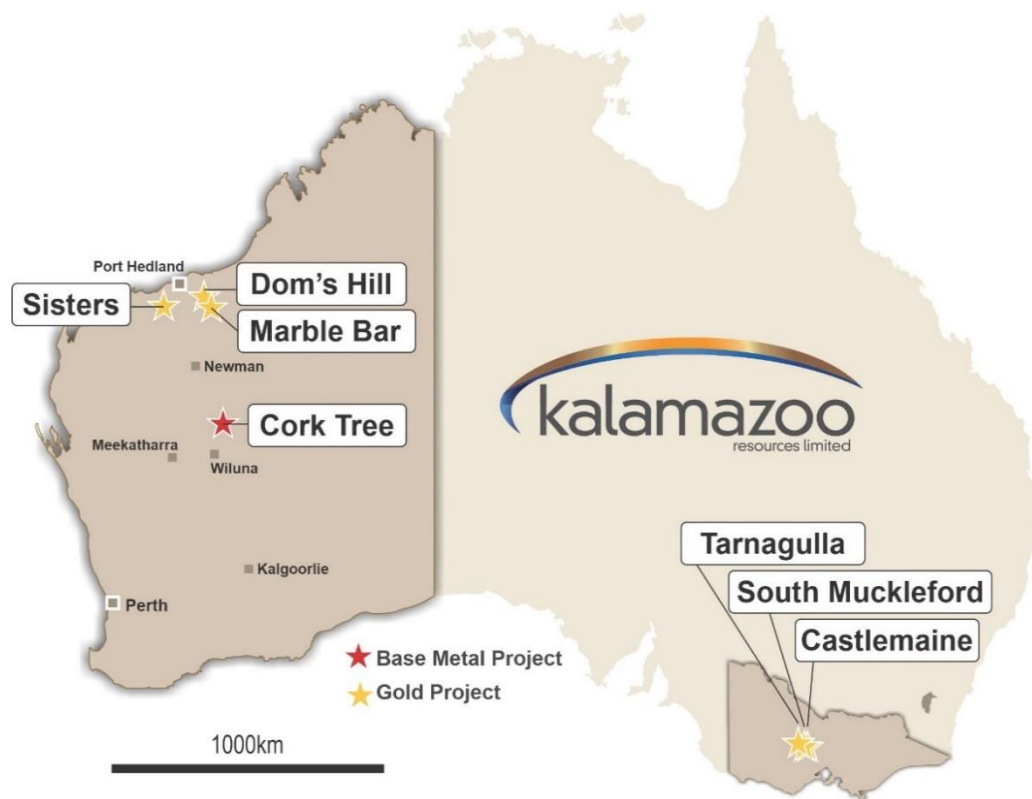 Port Hedland
Dom's Hill
Sisters
Marble Bar
Newman
Cork Tree
Meekatharra
Wiluna
Kalgoorlie
Perth
kalamazoo
resources limited
Tarnagulla
South Muckleford
Castlemaine
Base Metal Project
Gold Project
1000km